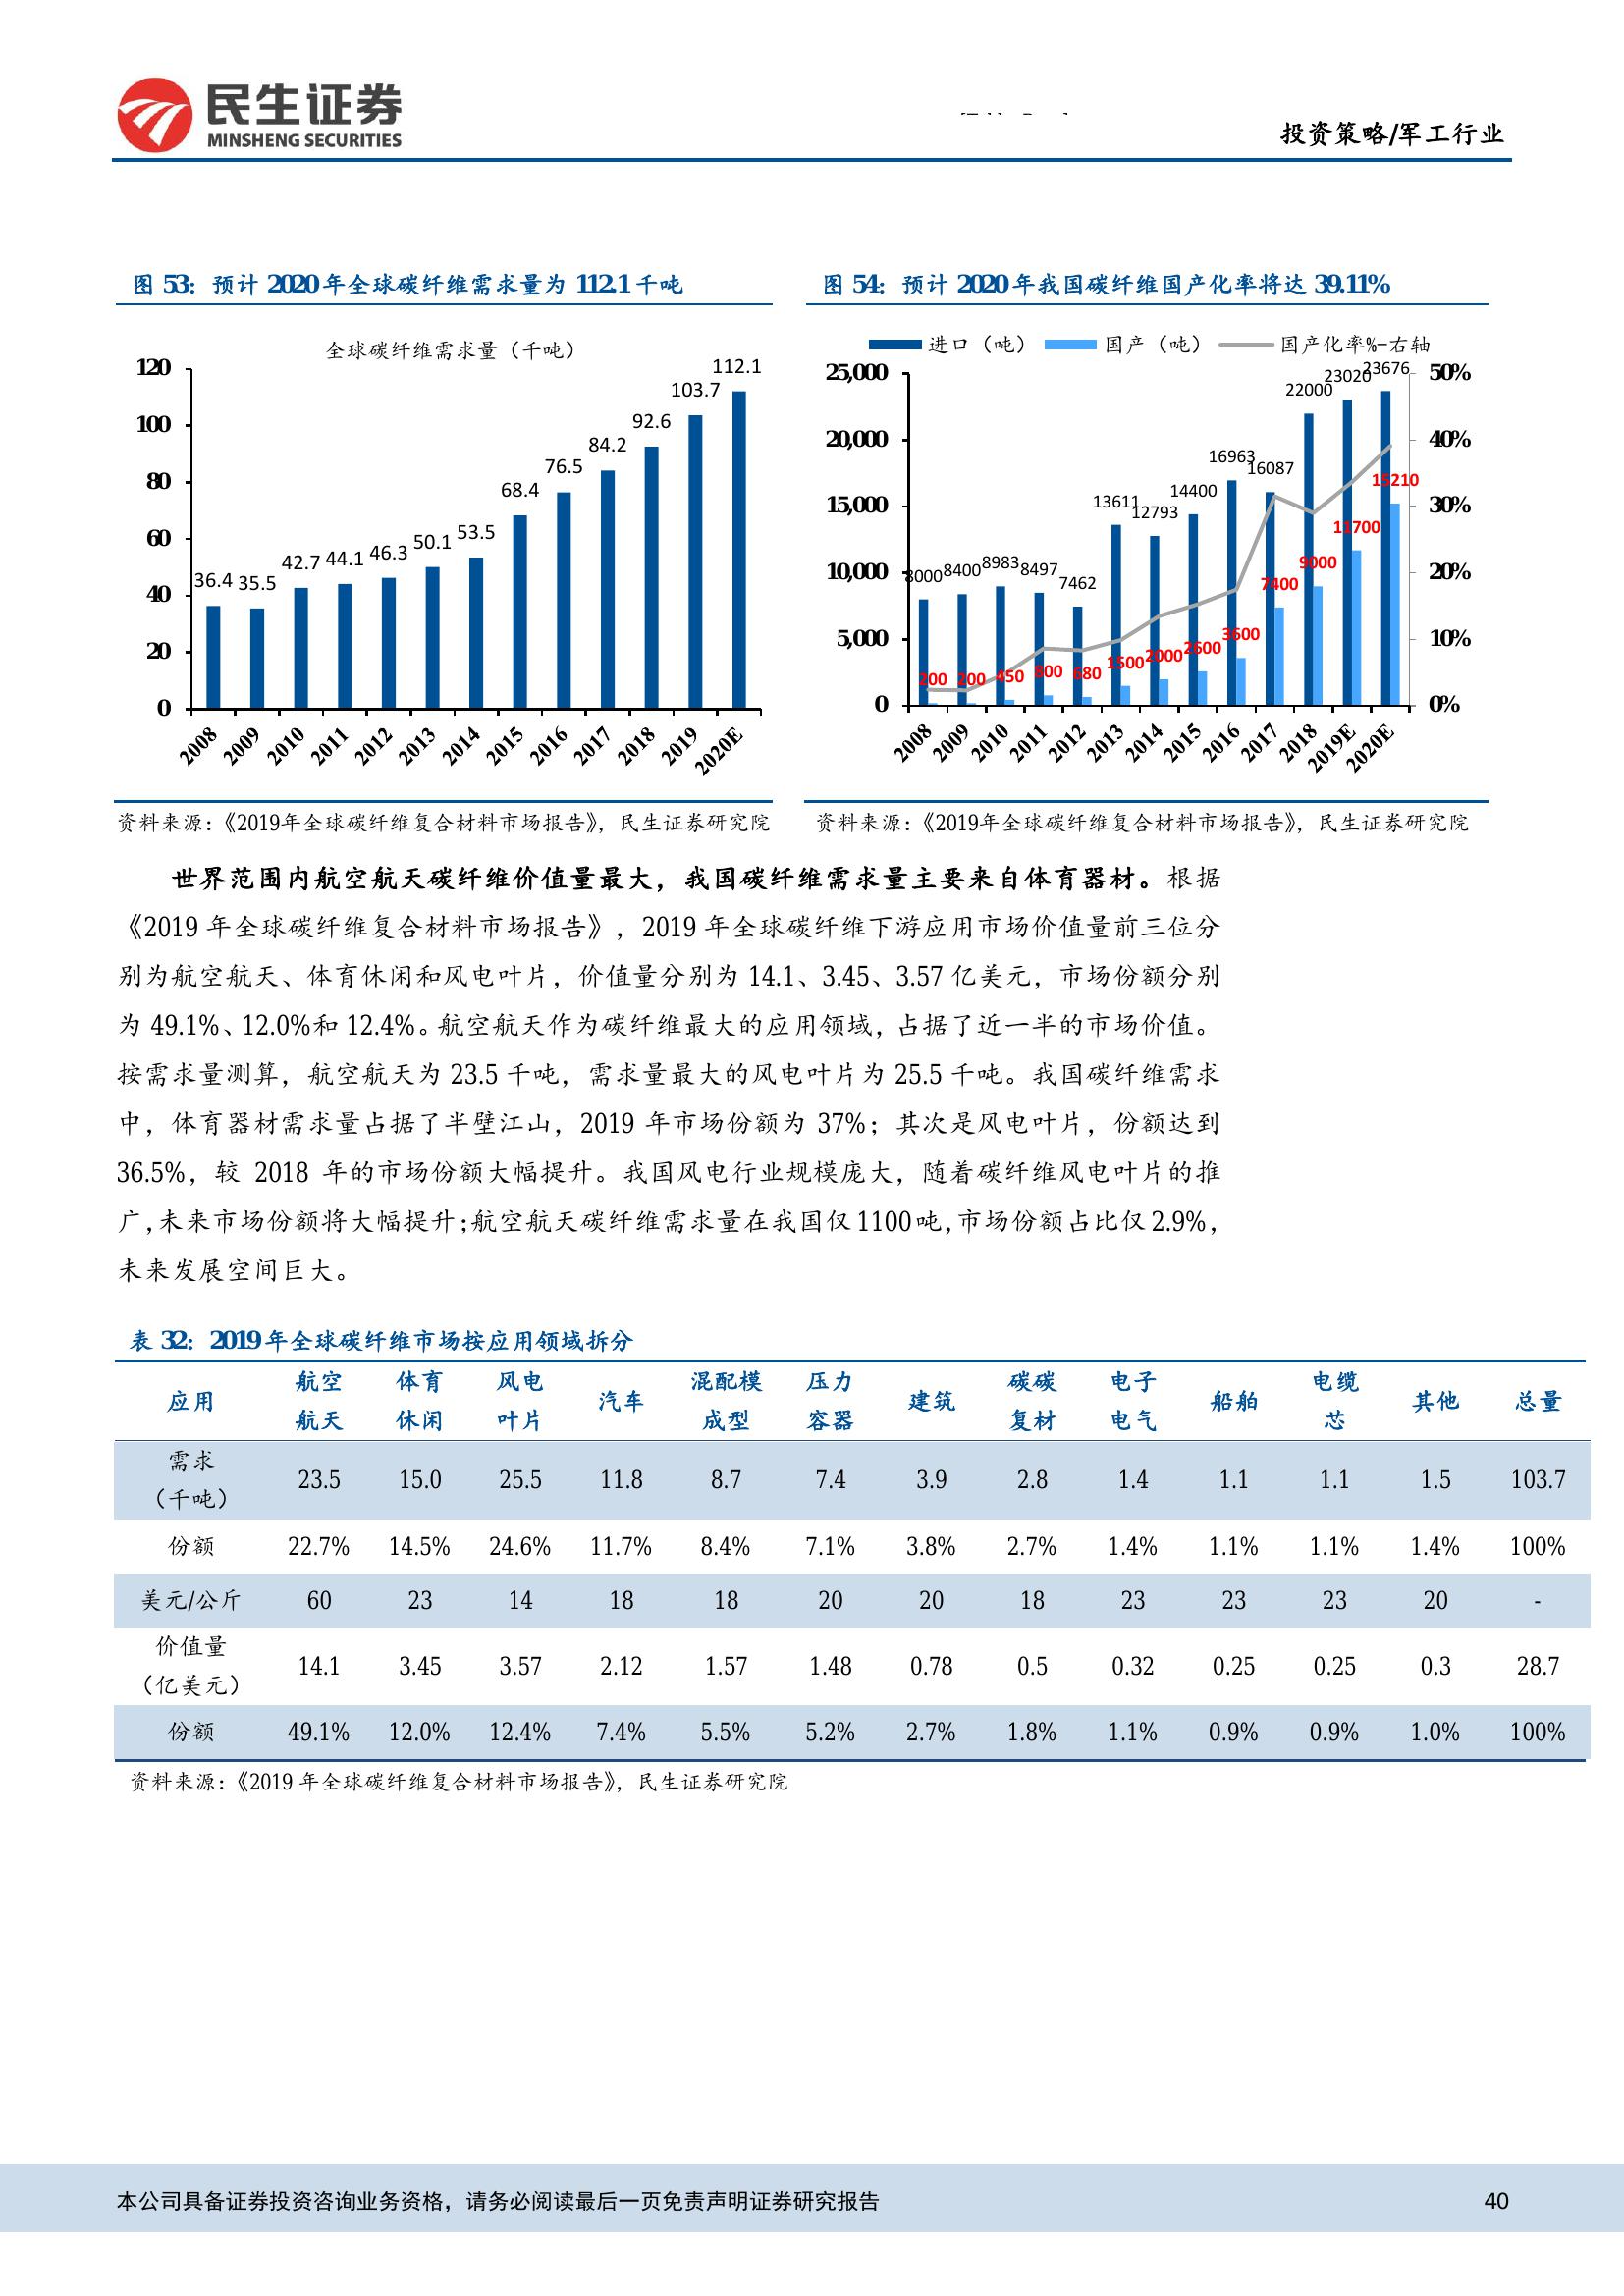 民生证券
MINSHENG SECURITIES
投资策略/军工行业
图 53：预计 2020 年全球碳纤维需求量为 112.1 千吨
全球碳纤维需求量（千吨）
120
100
80
60
40
20
0
36.4 35.5 42.7 44.1 46.3 50.1 53.5 68.4 76.5 84.2 92.6 103.7 112.1
2008 2009 2010 2011 2012 2013 2014 2015 2016 2017 2018 2019 2020E
资料来源：《2019年全球碳纤维复合材料市场报告》，民生证券研究院
图 54：预计 2020 年我国碳纤维国产化率将达 39.11%
进口（吨） 国产（吨） 国产化率%-右轴
25,000
20,000
15,000
10,000
5,000
0
8000 8400 8983 8497 7462 13611 12793 14400 16963 16087 22000 23020 23676
200 200 450 800 680 1500 2000 2600 3600 7400 9000 11700 15210
50%
40%
30%
20%
10%
0%
2008 2009 2010 2011 2012 2013 2014 2015 2016 2017 2018 2019E 2020E
资料来源：《2019年全球碳纤维复合材料市场报告》，民生证券研究院
世界范围内航空航天碳纤维价值量最大，我国碳纤维需求量主要来自体育器材。根据
《2019 年全球碳纤维复合材料市场报告》，2019 年全球碳纤维下游应用市场价值量前三位分
别为航空航天、体育休闲和风电叶片，价值量分别为 14.1、3.45、3.57 亿美元，市场份额分别
为 49.1%、12.0%和 12.4%。航空航天作为碳纤维最大的应用领域，占据了近一半的市场价值。
按需求量测算，航空航天为 23.5 千吨，需求量最大的风电叶片为 25.5 千吨。我国碳纤维需求
中，体育器材需求量占据了半壁江山，2019 年市场份额为 37%；其次是风电叶片，份额达到
36.5%，较 2018 年的市场份额大幅提升。我国风电行业规模庞大，随着碳纤维风电叶片的推
广，未来市场份额将大幅提升；航空航天碳纤维需求量在我国仅 1100 吨，市场份额占比仅 2.9%，
未来发展空间巨大。
表 32：2019 年全球碳纤维市场按应用领域拆分
应用 航空航天 体育休闲 风电叶片 汽车 混配模成型 压力容器 建筑 碳碳复材 电子电气 船舶 电缆芯 其他 总量
需求（千吨） 23.5 15.0 25.5 11.8 8.7 7.4 3.9 2.8 1.4 1.1 1.1 1.5 103.7
份额 22.7% 14.5% 24.6% 11.7% 8.4% 7.1% 3.8% 2.7% 1.4% 1.1% 1.1% 1.4% 100%
美元/公斤 60 23 14 18 18 20 20 18 23 23 23 20 -
价值量（亿美元） 14.1 3.45 3.57 2.12 1.57 1.48 0.78 0.5 0.32 0.25 0.25 0.3 28.7
份额 49.1% 12.0% 12.4% 7.4% 5.5% 5.2% 2.7% 1.8% 1.1% 0.9% 0.9% 1.0% 100%
资料来源：《2019 年全球碳纤维复合材料市场报告》，民生证券研究院
本公司具备证券投资咨询业务资格，请务必阅读最后一页免责声明证券研究报告
40